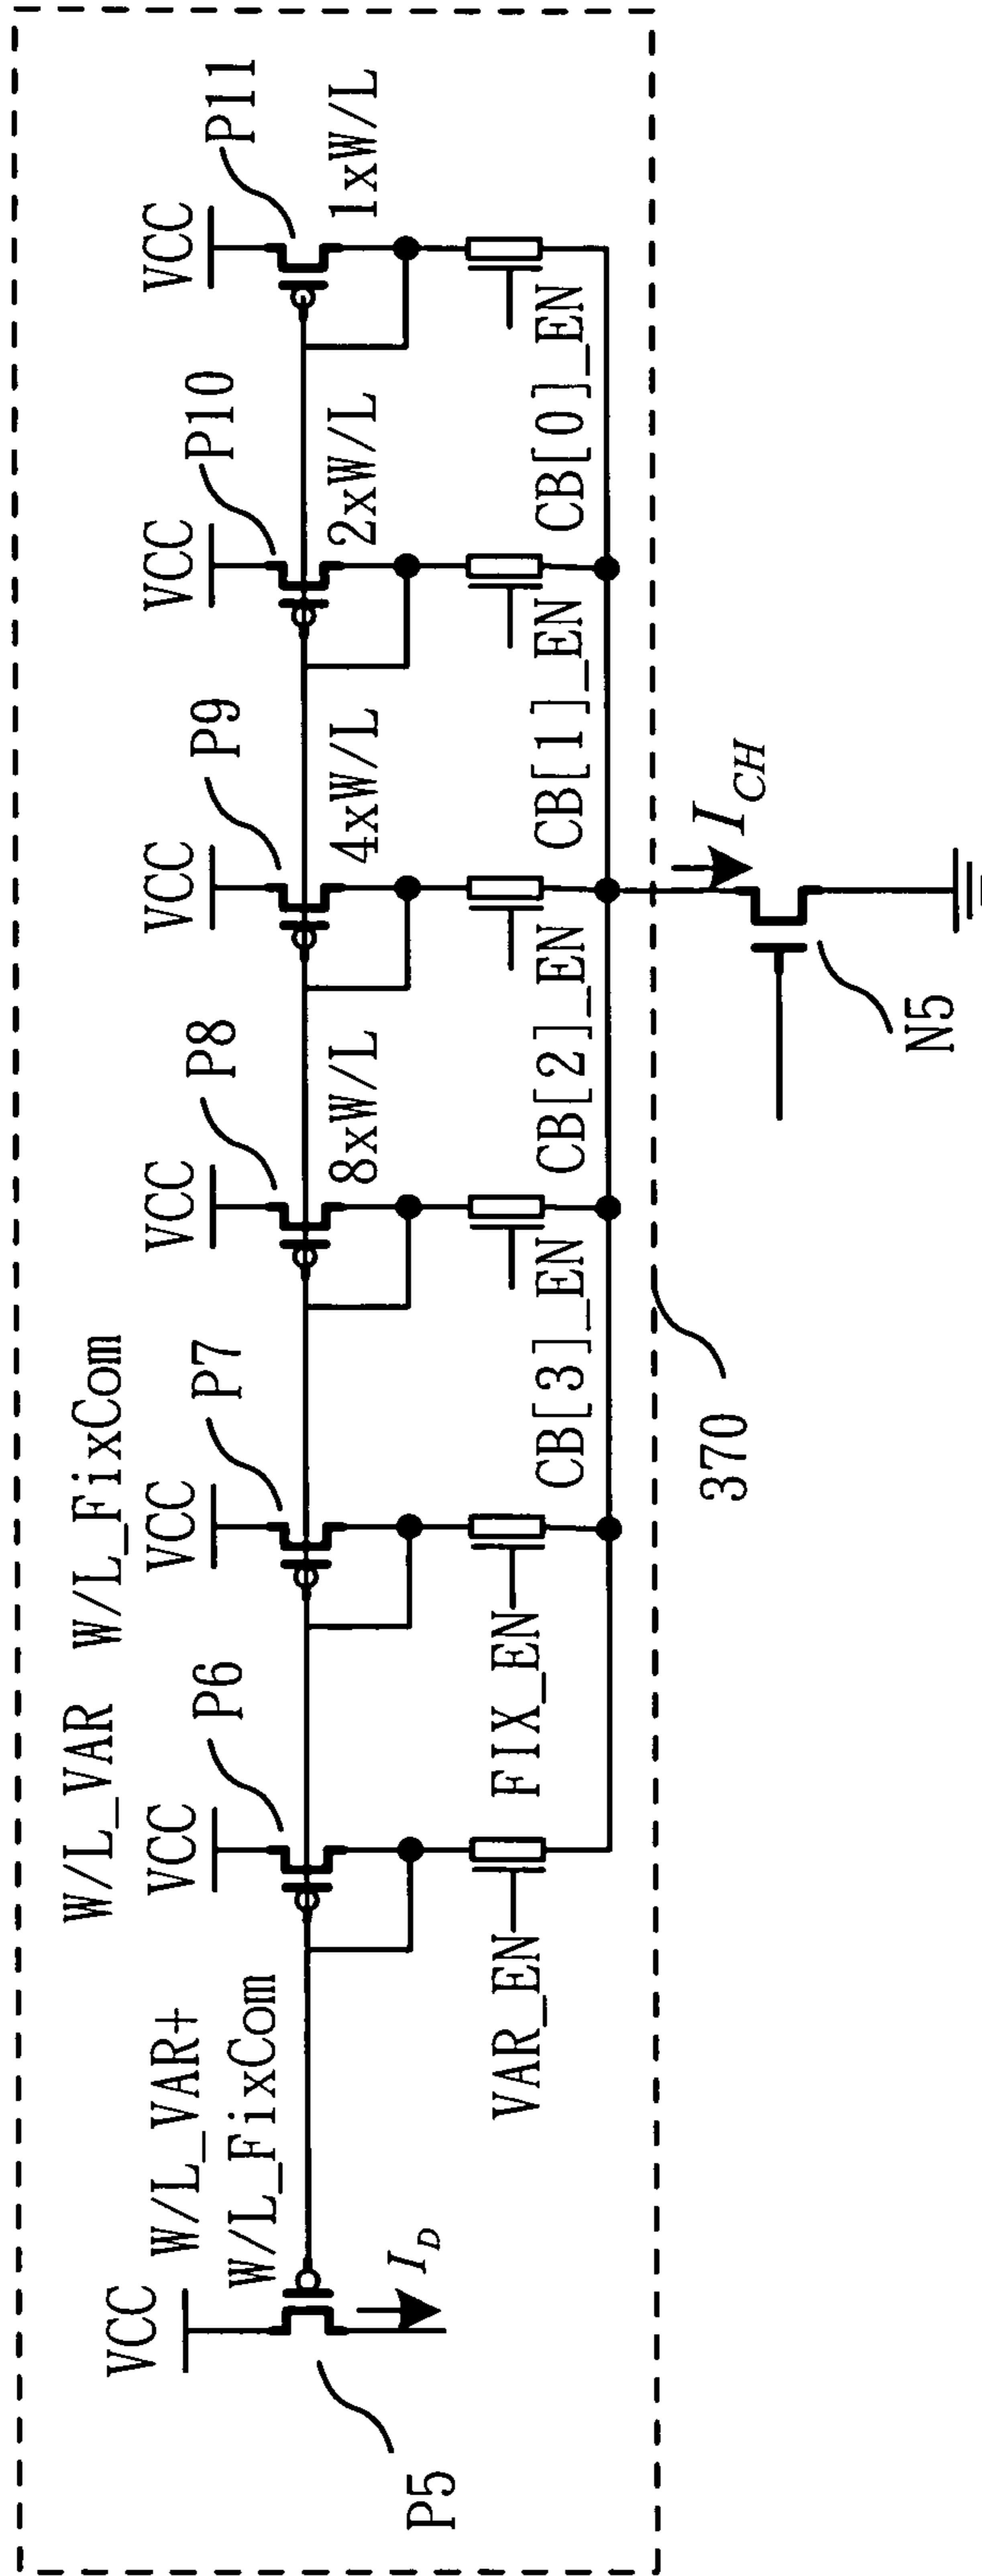 W/L_VAR
W/L_FixCom
W/L_VAR+
W/L_FixCom
VCC
VCC
VCC
VCC
VCC
VCC
VCC
P5
P6
P7
P8
P9
P10
P11
8xW/L
4xW/L
2xW/L
1xW/L
I_D
VAR_EN
FIX_EN
CB[3]_EN
CB[2]_EN
CB[1]_EN
CB[0]_EN
370
I_CH
N5